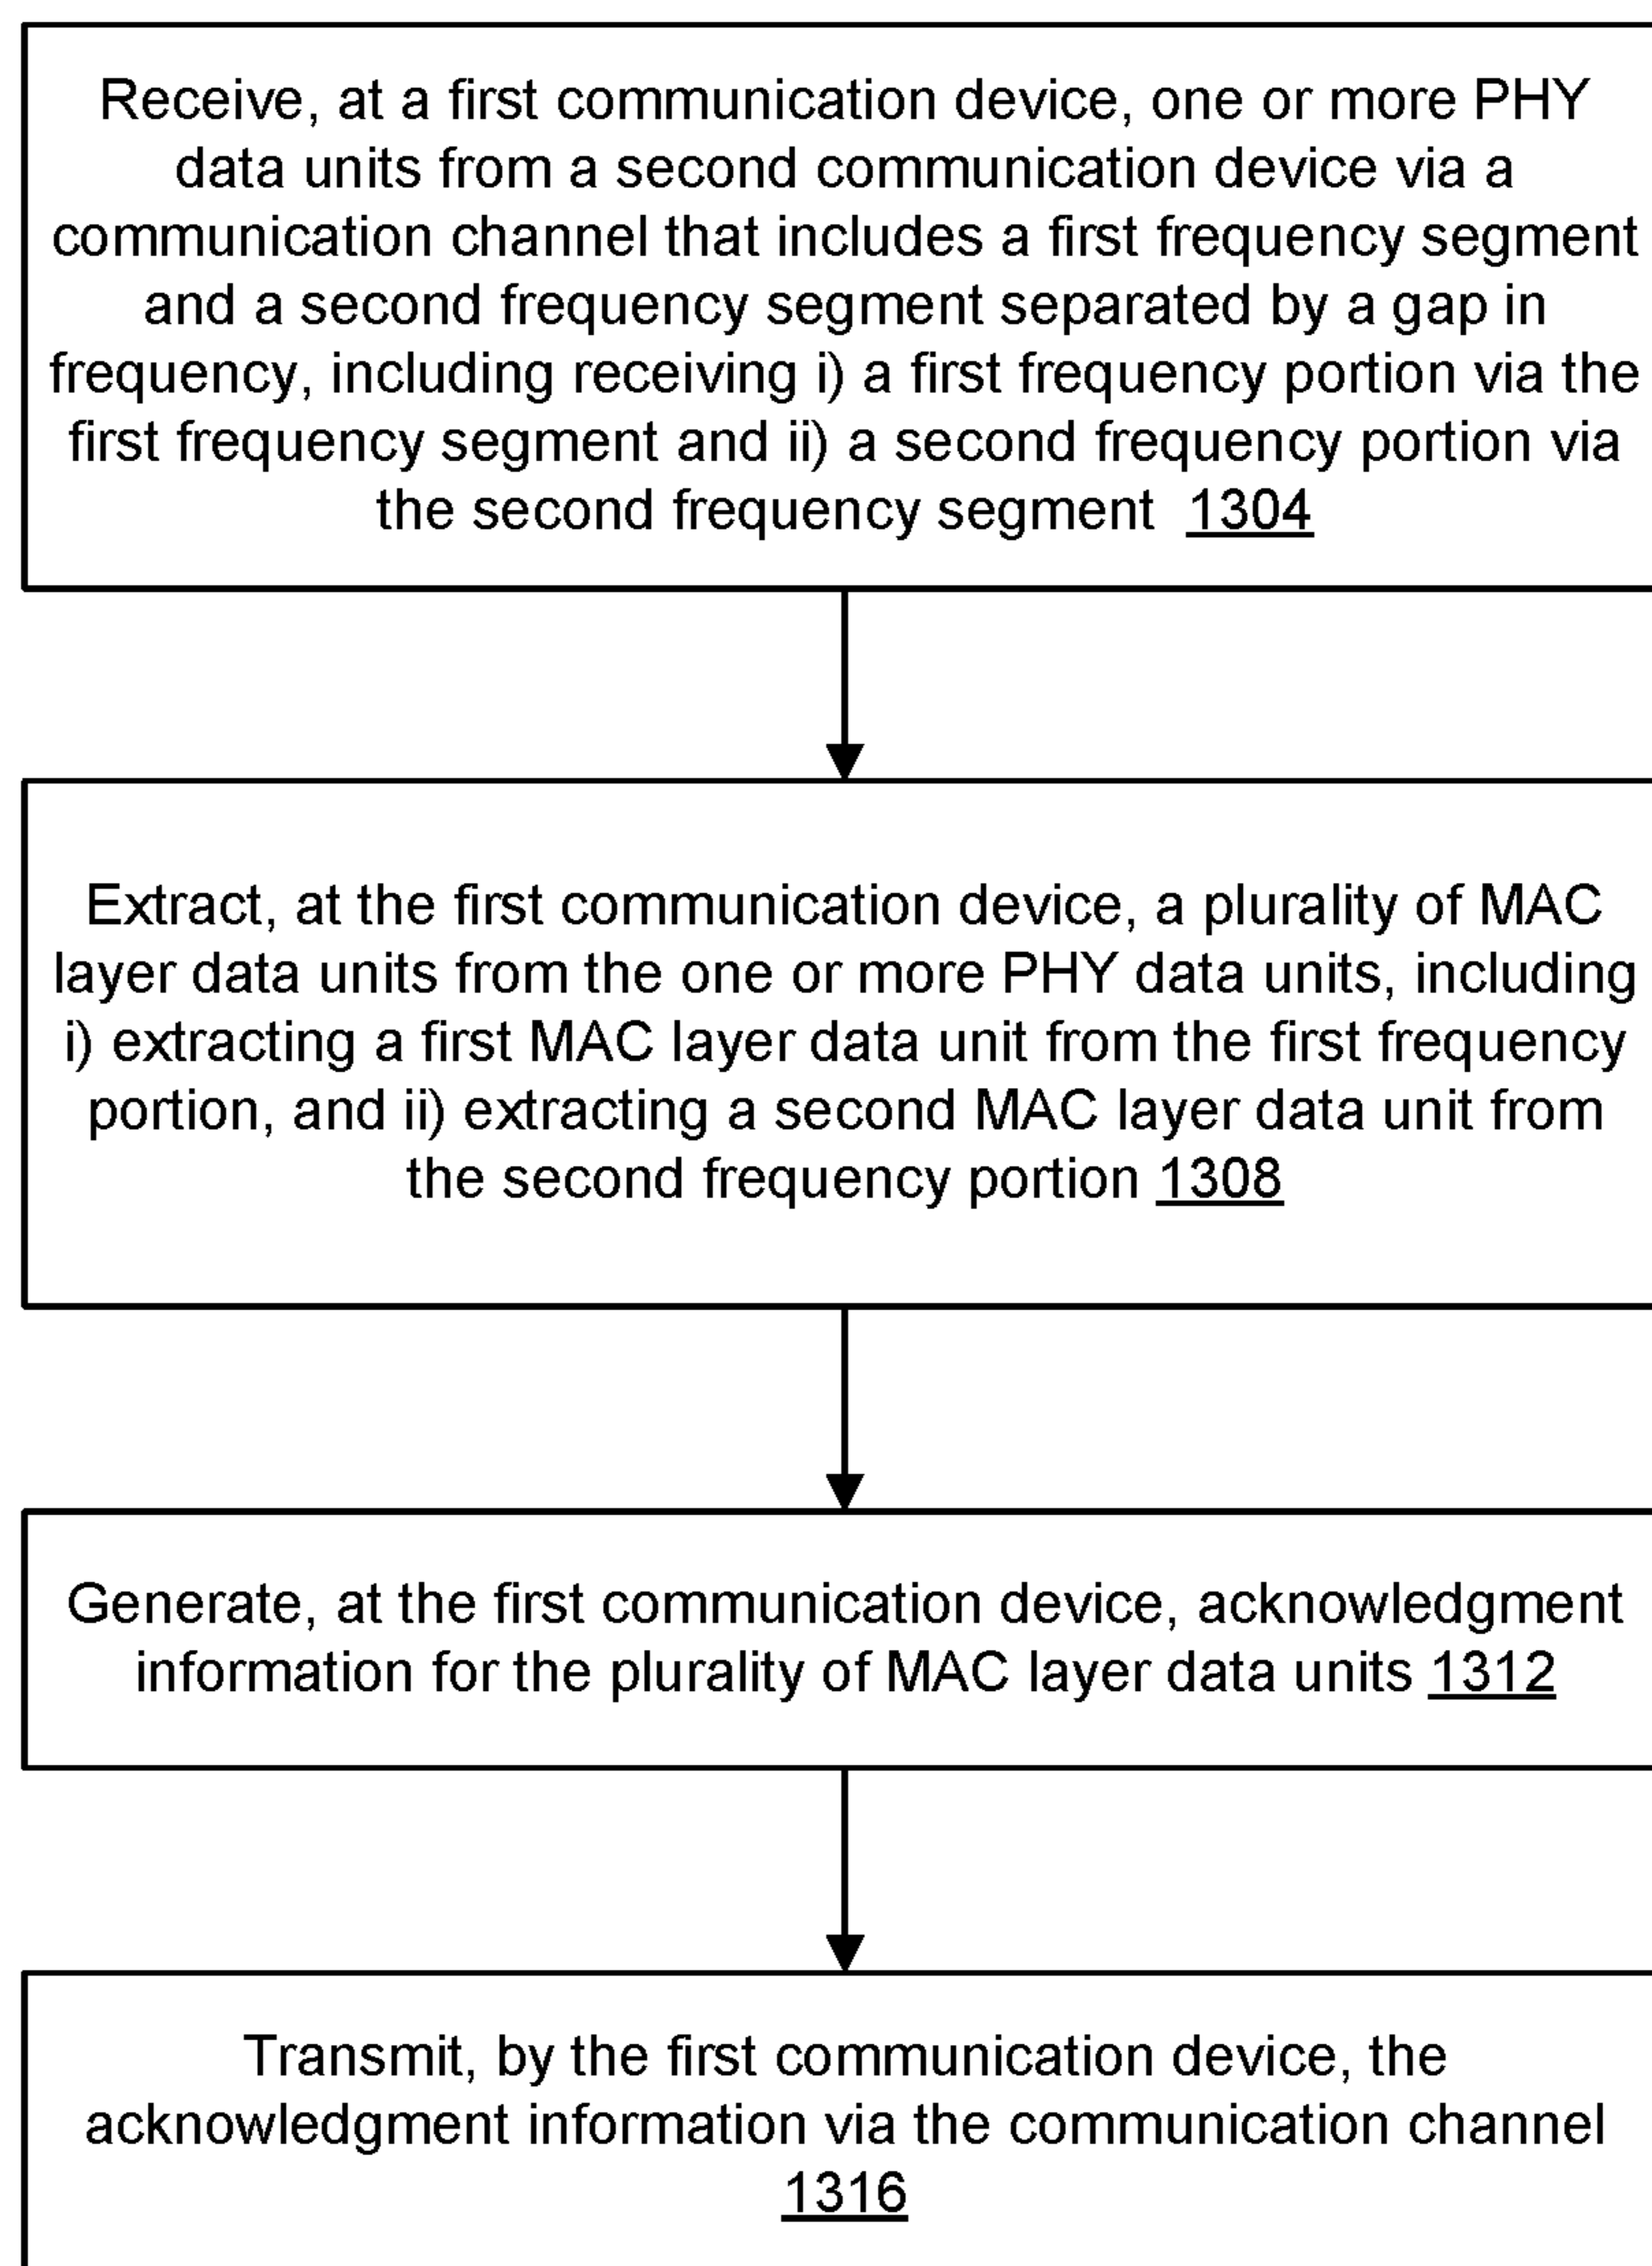 Receive, at a first communication device, one or more PHY
data units from a second communication device via a
communication channel that includes a first frequency segment
and a second frequency segment separated by a gap in
frequency, including receiving i) a first frequency portion via the
first frequency segment and ii) a second frequency portion via
the second frequency segment 1304
Extract, at the first communication device, a plurality of MAC
layer data units from the one or more PHY data units, including
i) extracting a first MAC layer data unit from the first frequency
portion, and ii) extracting a second MAC layer data unit from
the second frequency portion 1308
Generate, at the first communication device, acknowledgment
information for the plurality of MAC layer data units 1312
Transmit, by the first communication device, the
acknowledgment information via the communication channel
1316